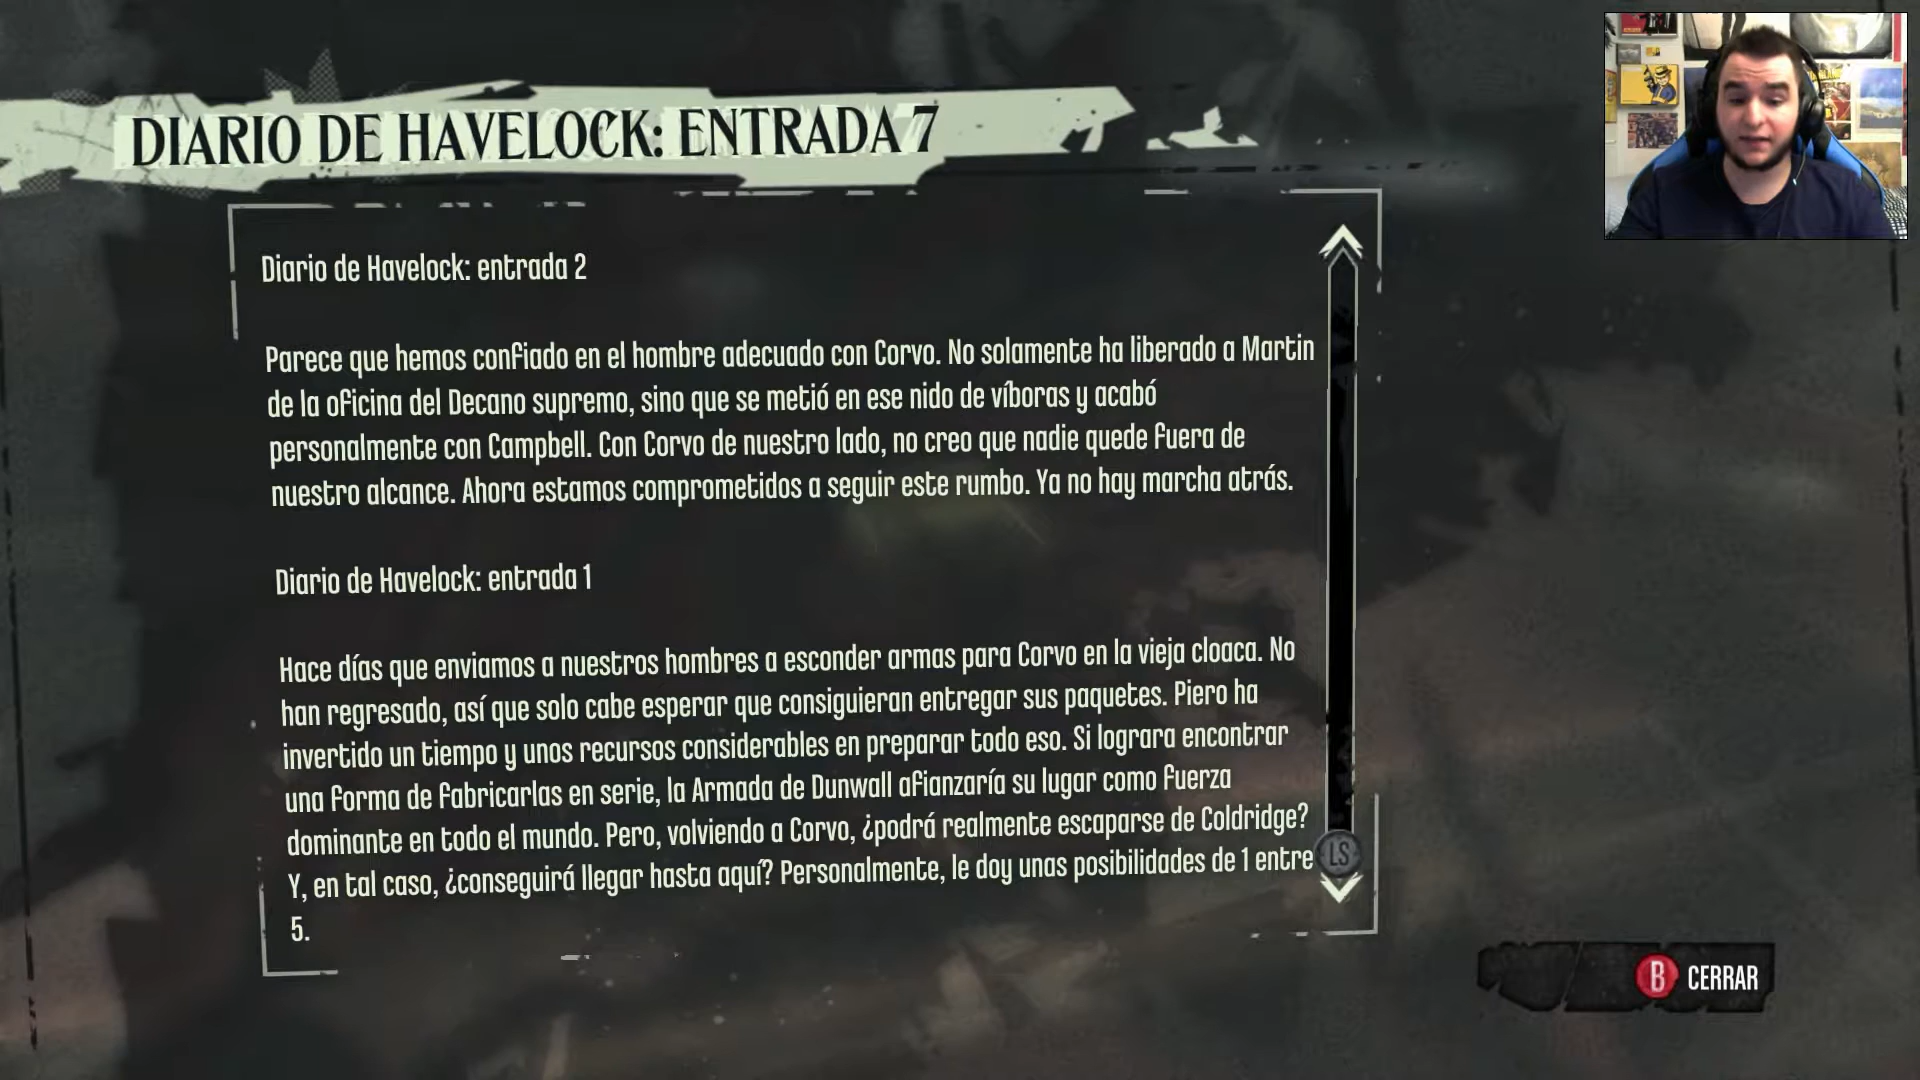 DIARIO DE HAVELOCK: ENTRADA 7
Diario de Havelock: entrada 2
Parece que hemos confiado en el hombre adecuado con Corvo. No solamente ha liberado a Martin
de la oficina del Decano supremo, sino que se metió en ese nido de víboras y acabó
personalmente con Campbell. Con Corvo de nuestro lado, no creo que nadie quede fuera de
nuestro alcance. Ahora estamos comprometidos a seguir este rumbo. Ya no hay marcha atrás.
Diario de Havelock: entrada 1
Hace días que enviamos a nuestros hombres a esconder armas para Corvo en la vieja cloaca. No
han regresado, así que solo cabe esperar que consiguieran entregar sus paquetes. Piero ha
invertido un tiempo y unos recursos considerables en preparar todo eso. Si lograra encontrar
una forma de fabricarlas en serie, la Armada de Dunwall afianzaría su lugar como fuerza
dominante en todo el mundo. Pero, volviendo a Corvo, ¿podrá realmente escaparse de Coldridge?
Y, en tal caso, ¿conseguirá llegar hasta aquí? Personalmente, le doy unas posibilidades de 1 entre
5.
LS
B CERRAR